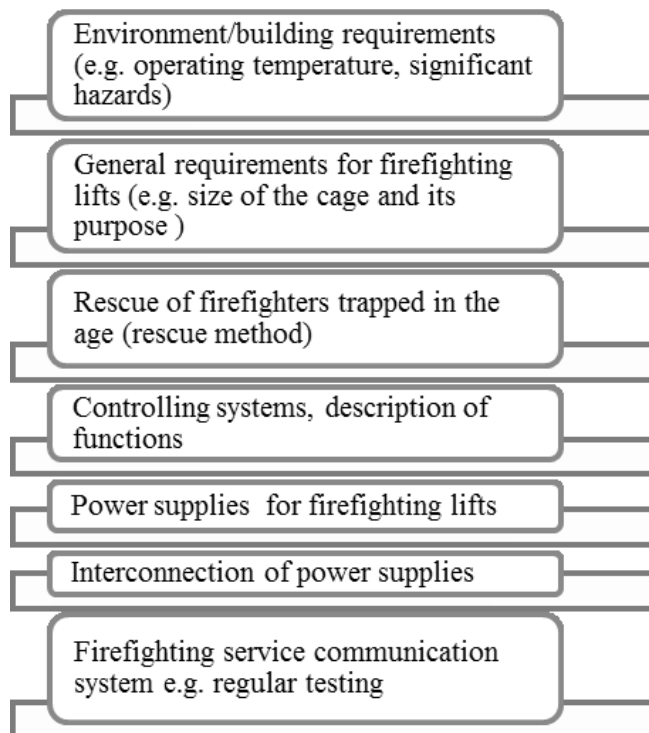 Environment/building requirements
(e.g. operating temperature, significant
hazards)
General requirements for firefighting
lifts (e.g. size of the cage and its
purpose )
Rescue of firefighters trapped in the
age (rescue method)
Controlling systems, description of
functions
Power supplies  for firefighting lifts
Interconnection of power supplies
Firefighting service communication
system e.g. regular testing